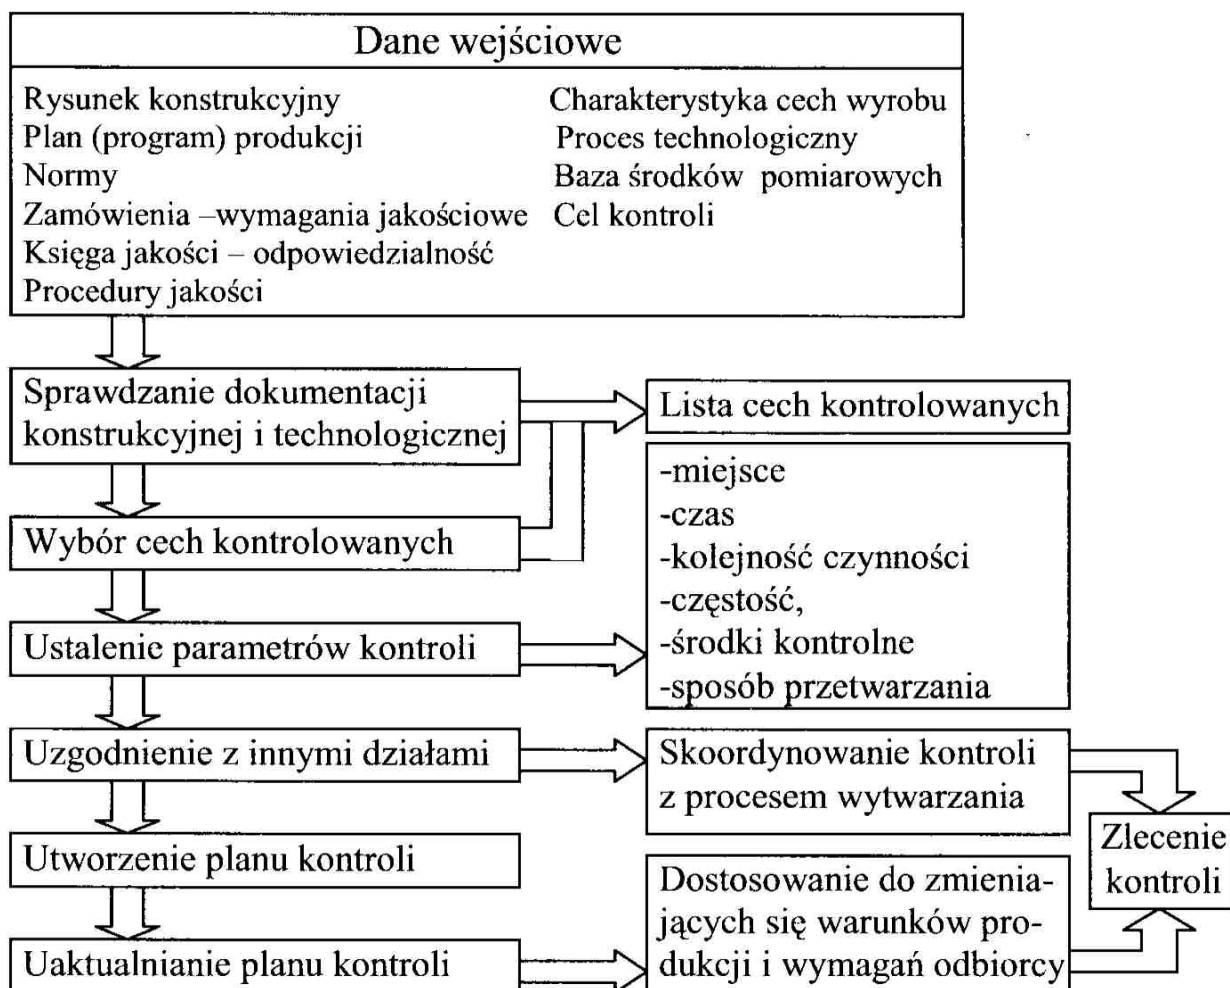 Dane wejściowe
Rysunek konstrukcyjny
Plan (program) produkcji
Normy
Zamówienia –wymagania jakościowe
Księga jakości – odpowiedzialność
Procedury jakości
Charakterystyka cech wyrobu
Proces technologiczny
Baza środków pomiarowych
Cel kontroli
Sprawdzanie dokumentacji
konstrukcyjnej i technologicznej
Lista cech kontrolowanych
Wybór cech kontrolowanych
-miejsce
-czas
-kolejność czynności
-częstość,
-środki kontrolne
-sposób przetwarzania
Ustalenie parametrów kontroli
Uzgodnienie z innymi działami
Skoordynowanie kontroli
z procesem wytwarzania
Zlecenie
kontroli
Utworzenie planu kontroli
Uaktualnianie planu kontroli
Dostosowanie do zmienia-
jących się warunków pro-
dukcji i wymagań odbiorcy